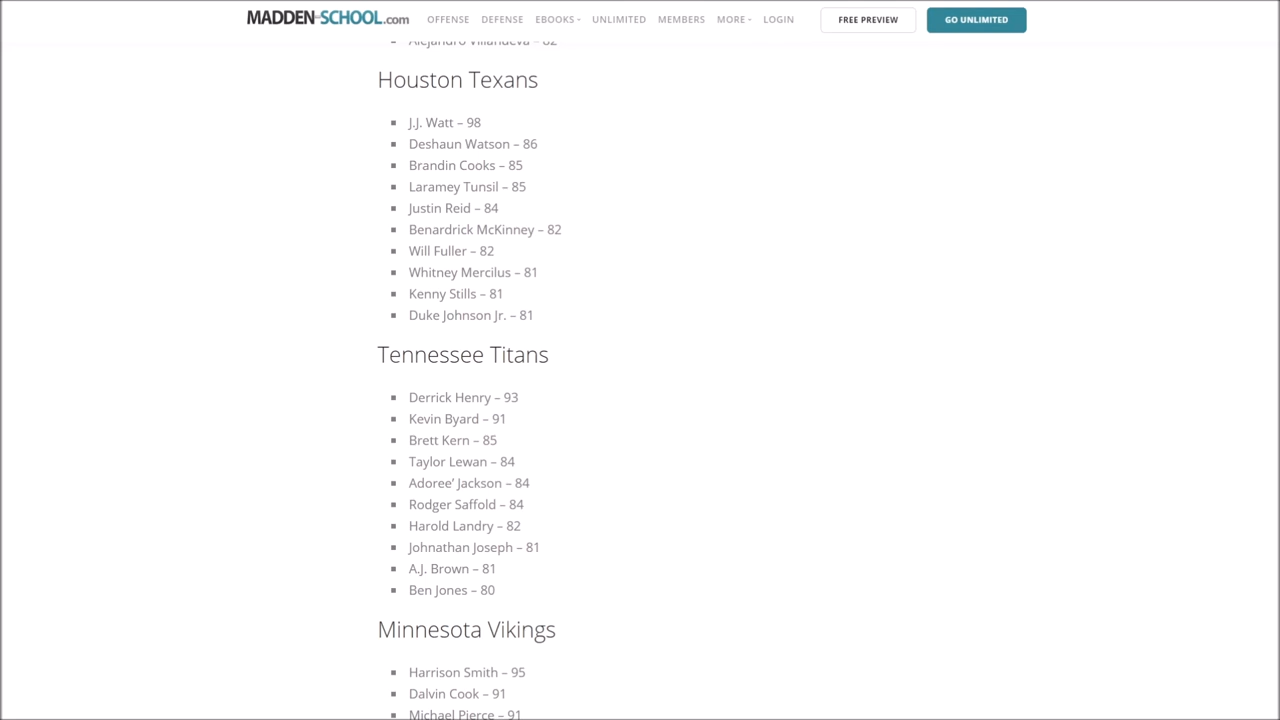 MADDEN-SCHOOL.com OFFENSE DEFENSE EBOOKS UNLIMITED MEMBERS MORE LOGIN FREE PREVIEW GO UNLIMITED
Alejandro Villanueva – 82
Houston Texans
J.J. Watt – 98
Deshaun Watson – 86
Brandin Cooks – 85
Laramey Tunsil – 85
Justin Reid – 84
Benardrick McKinney – 82
Will Fuller – 82
Whitney Mercilus – 81
Kenny Stills – 81
Duke Johnson Jr. – 81
Tennessee Titans
Derrick Henry – 93
Kevin Byard – 91
Brett Kern – 85
Taylor Lewan – 84
Adoree’ Jackson – 84
Rodger Saffold – 84
Harold Landry – 82
Johnathan Joseph – 81
A.J. Brown – 81
Ben Jones – 80
Minnesota Vikings
Harrison Smith – 95
Dalvin Cook – 91
Michael Pierce – 91